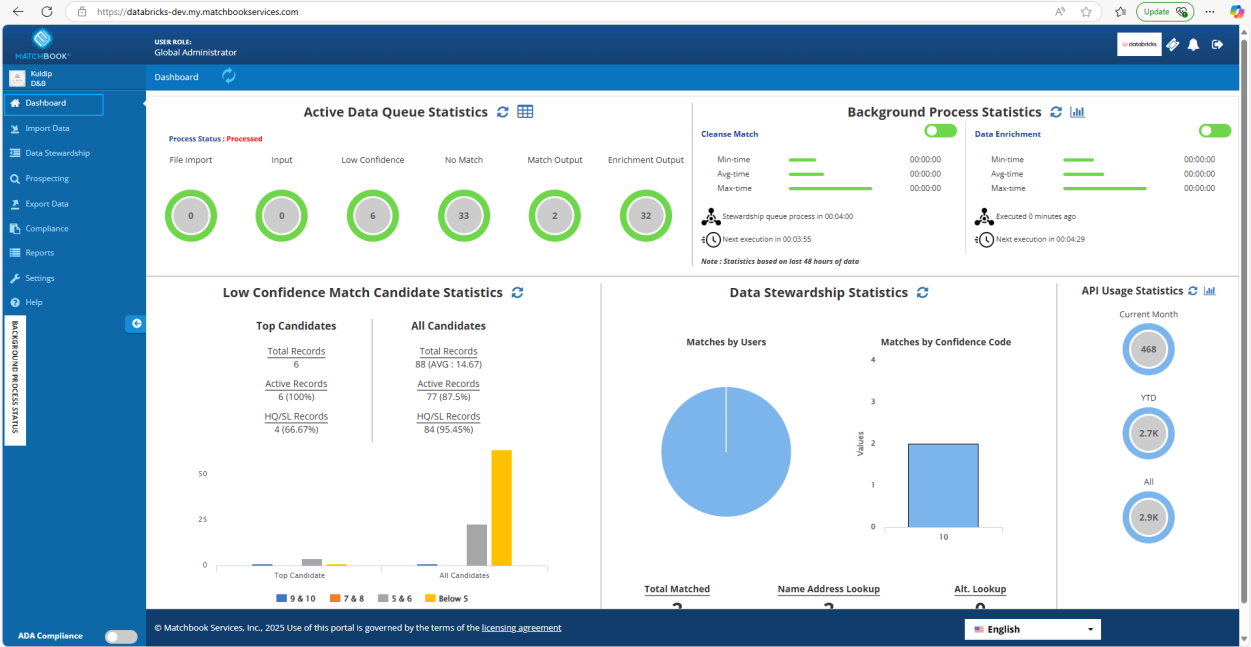 https://databricks-dev.my.matchbookservices.com
Update
MATCHBOOK
USER ROLE:
Global Administrator
databricks
Kuldip
D&B
Dashboard
Dashboard
Import Data
Data Stewardship
Prospecting
Export Data
Compliance
Reports
Settings
Help
BACKGROUND PROCESS STATUS
ADA Compliance
Active Data Queue Statistics
Process Status : Processed
File Import
Input
Low Confidence
No Match
Match Output
Enrichment Output
0
0
6
33
2
32
Background Process Statistics
Cleanse Match
Min-time 00:00:00
Avg-time 00:00:00
Max-time 00:00:00
Stewardship queue process in 00:04:00
Next execution in 00:03:55
Note : Statistics based on last 48 hours of data
Data Enrichment
Min-time 00:00:00
Avg-time 00:00:00
Max-time 00:00:00
Executed 0 minutes ago
Next execution in 00:04:29
Low Confidence Match Candidate Statistics
Top Candidates
Total Records
6
Active Records
6 (100%)
HQ/SL Records
4 (66.67%)
All Candidates
Total Records
88 (AVG : 14.67)
Active Records
77 (87.5%)
HQ/SL Records
84 (95.45%)
50
25
0
Top Candidate
All Candidates
9 & 10
7 & 8
5 & 6
Below 5
Data Stewardship Statistics
Matches by Users
Matches by Confidence Code
4
3
2
1
0
Values
10
Total Matched
Name Address Lookup
Alt. Lookup
API Usage Statistics
Current Month
468
YTD
2.7K
All
2.9K
© Matchbook Services, Inc., 2025 Use of this portal is governed by the terms of the licensing agreement
English